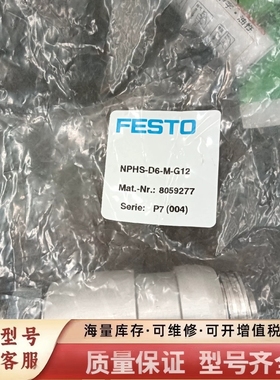 FESTO
NPHS-D6-M-G12
Mat.-Nr.: 8059277
Serie: P7 (004)
型号
客服
海量库存·可维修·可开增值税
质量保证 型号齐全